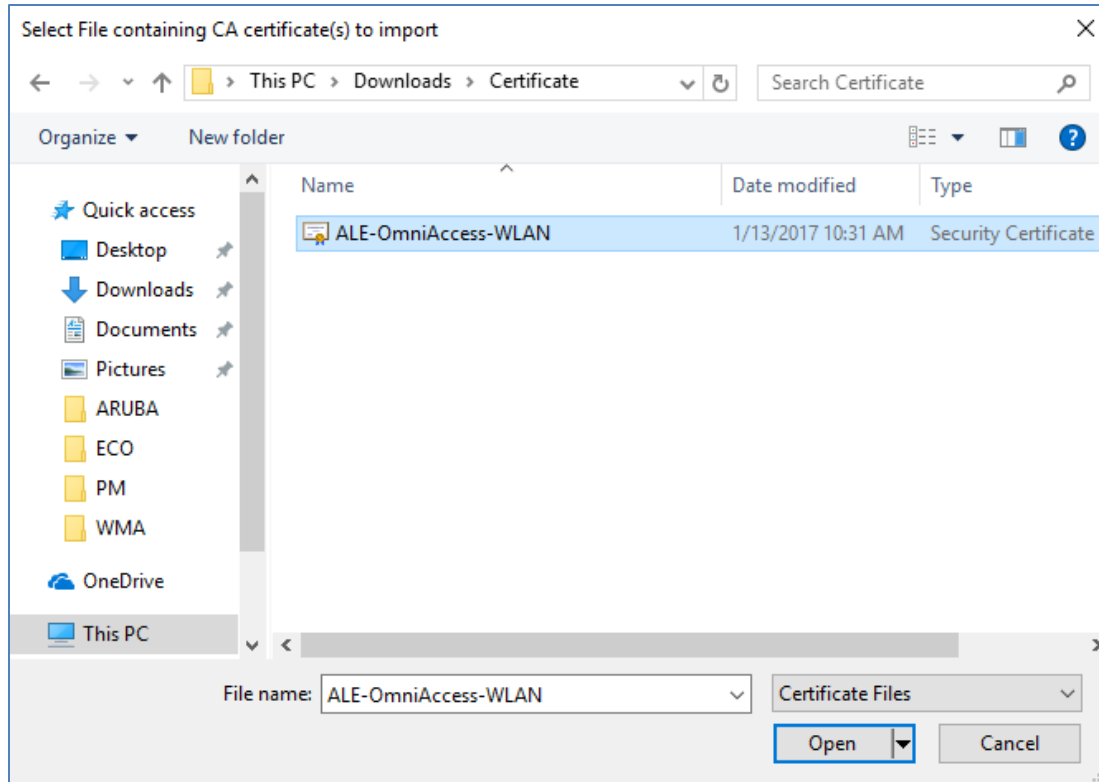 Select File containing CA certificate(s) to import
This PC > Downloads > Certificate
Search Certificate
Organize
New folder
Name
Date modified
Type
Quick access
Desktop
Downloads
Documents
Pictures
ARUBA
ECO
PM
WMA
OneDrive
This PC
ALE-OmniAccess-WLAN
1/13/2017 10:31 AM
Security Certificate
File name:
ALE-OmniAccess-WLAN
Certificate Files
Open
Cancel